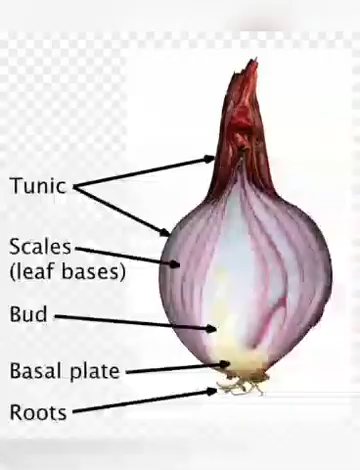 Tunic
Scales
(leaf bases)
Bud
Basal plate
Roots